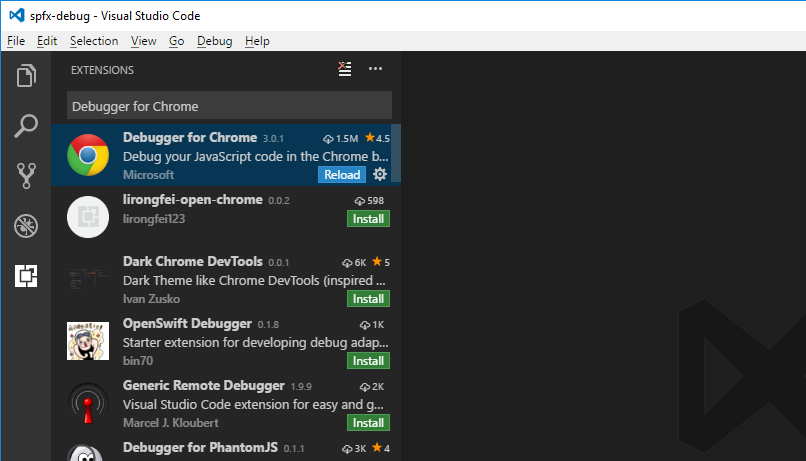 spfx-debug - Visual Studio Code
File Edit Selection View Go Debug Help
EXTENSIONS
Debugger for Chrome
Debugger for Chrome 3.0.1 1.5M 4.5
Debug your JavaScript code in the Chrome b...
Microsoft Reload
lirongfei-open-chrome 0.0.2 598
lirongfei123 Install
Dark Chrome DevTools 0.0.1 6K 5
Dark Theme like Chrome DevTools (inspired ...
Ivan Zusko Install
OpenSwift Debugger 0.1.8 1K
Starter extension for developing debug adap...
bin70 Install
Generic Remote Debugger 1.9.9 2K
Visual Studio Code extension for easy and g...
Marcel J. Kloubert Install
Debugger for PhantomJS 0.1.1 3K 4